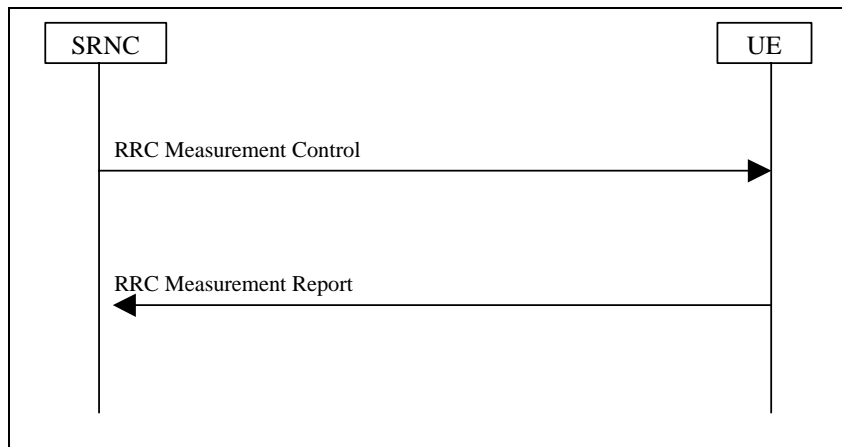 SRNC
UE
RRC Measurement Control
RRC Measurement Report